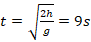 t = √(2h/g) = 9s